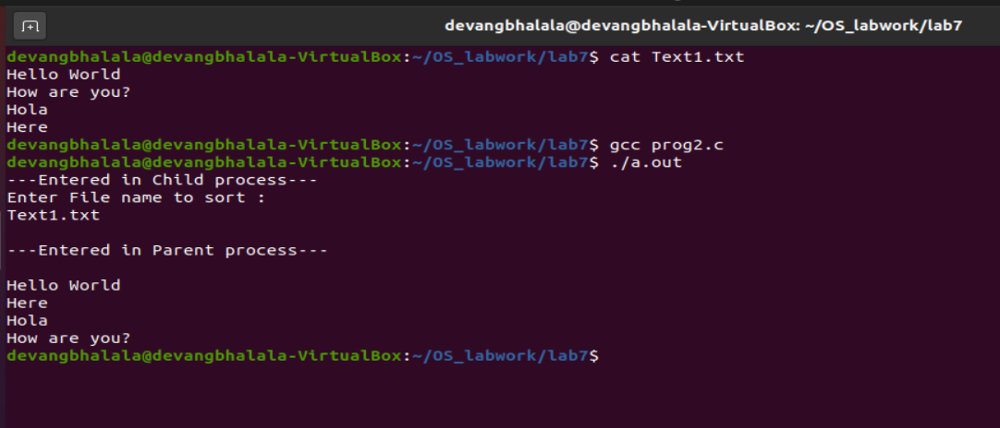 devangbhalala@devangbhalala-VirtualBox: ~/OS_labwork/lab7
devangbhalala@devangbhalala-VirtualBox:~/OS_labwork/lab7$ cat Text1.txt
Hello World
How are you?
Hola
Here
devangbhalala@devangbhalala-VirtualBox:~/OS_labwork/lab7$ gcc prog2.c
devangbhalala@devangbhalala-VirtualBox:~/OS_labwork/lab7$ ./a.out
---Entered in Child process---
Enter File name to sort :
Text1.txt
---Entered in Parent process---
Hello World
Here
Hola
How are you?
devangbhalala@devangbhalala-VirtualBox:~/OS_labwork/lab7$